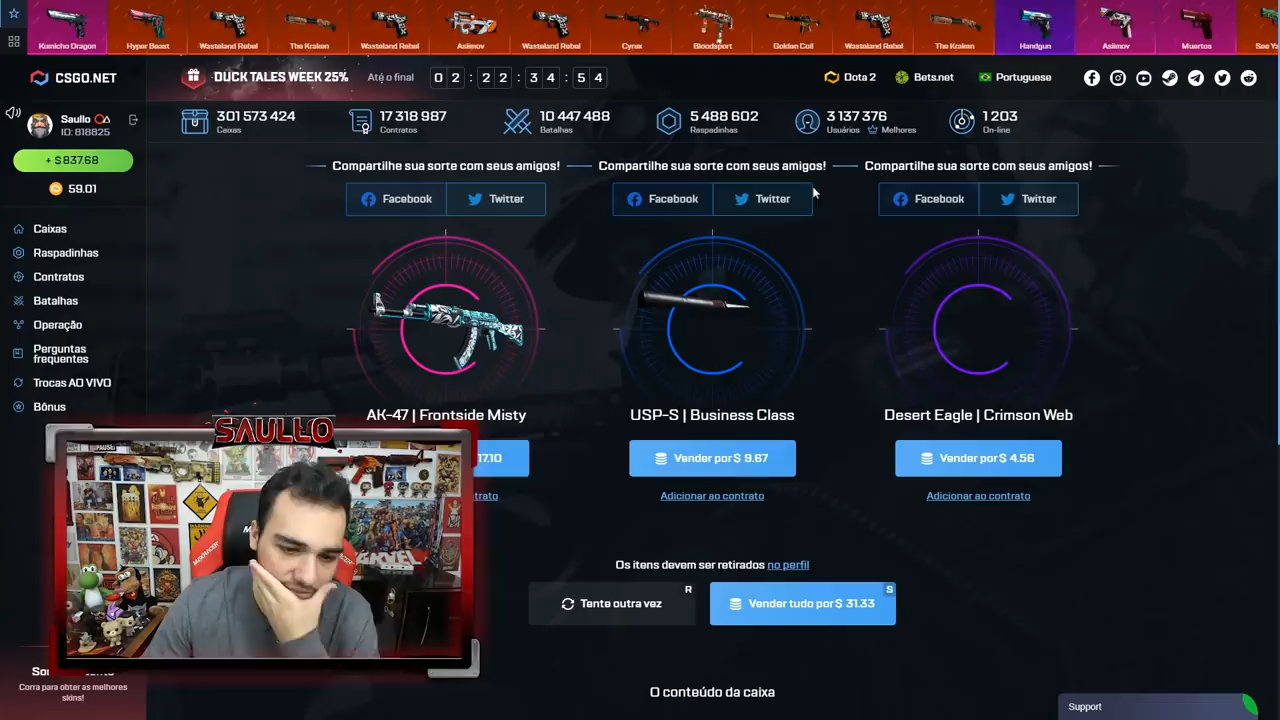 Kumicho Dragon
Hyper Beast
Wasteland Rebel
The Kraken
Wasteland Rebel
Asiimov
Wasteland Rebel
Cyrex
Bloodsport
Golden Coil
Wasteland Rebel
The Kraken
Handgun
Asiimov
Muertos
CSGO.NET
DUCK TALES WEEK 25%
Até o final
02:22:34:54
Dota 2
Bets.net
Portuguese
Saullo
ID: 818825
301 573 424
Caixas
17 318 987
Contratos
10 447 488
Batalhas
5 488 602
Raspadinhas
3 137 376
Usuários
Melhores
1 203
On-line
+ $ 837.68
59.01
Compartilhe sua sorte com seus amigos!
Compartilhe sua sorte com seus amigos!
Compartilhe sua sorte com seus amigos!
Facebook
Twitter
Facebook
Twitter
Facebook
Twitter
Caixas
Raspadinhas
Contratos
Batalhas
Operação
Perguntas
frequentes
Trocas AO VIVO
Bônus
AK-47 | Frontside Misty
USP-S | Business Class
Desert Eagle | Crimson Web
17.10
Vender por $ 9.67
Vender por $ 4.56
Adicionar ao contrato
Adicionar ao contrato
SAULLO
MARVEL
Os itens devem ser retirados no perfil
Tente outra vez
R
Vender tudo por $ 31.33
S
Corra para obter as melhores
skins!
O conteúdo da caixa
Support